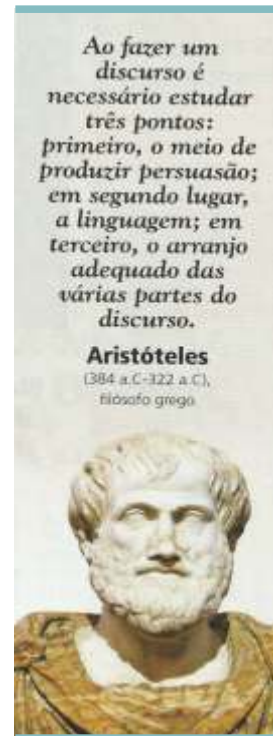 Ao fazer um
discurso é
necessário estudar
três pontos:
primeiro, o meio de
produzir persuasão;
em segundo lugar,
a linguagem; em
terceiro, o arranjo
adequado das
várias partes do
discurso.
Aristóteles
(384 a.C-322 a.C),
filósofo grego.